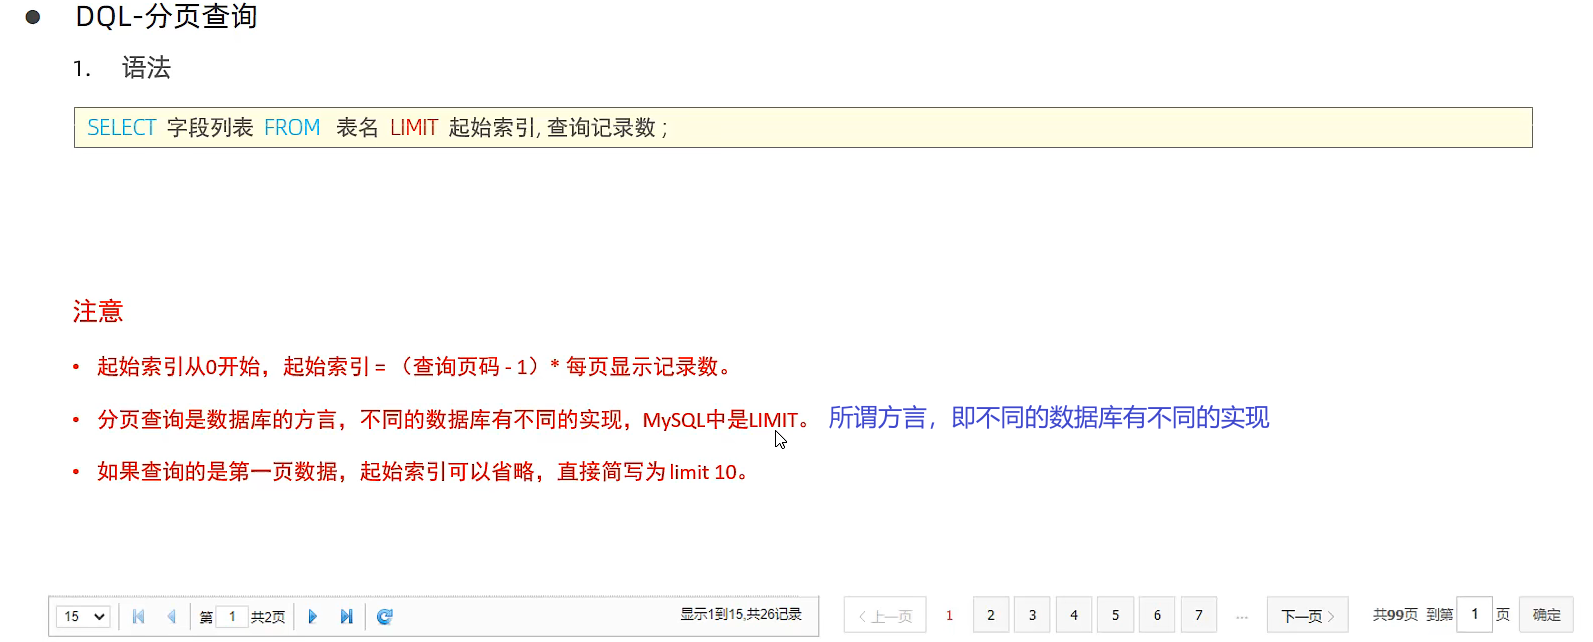 DQL-分页查询
1. 语法
SELECT 字段列表 FROM 表名 LIMIT 起始索引, 查询记录数 ;
注意
• 起始索引从0开始，起始索引 = （查询页码 - 1）* 每页显示记录数。
• 分页查询是数据库的方言，不同的数据库有不同的实现，MySQL中是LIMIT。 所谓方言，即不同的数据库有不同的实现
• 如果查询的是第一页数据，起始索引可以省略，直接简写为 limit 10。
15 第 1 共2页 显示1到15,共26记录 < 上一页 1 2 3 4 5 6 7 ... 下一页 > 共99页 到第 1 页 确定